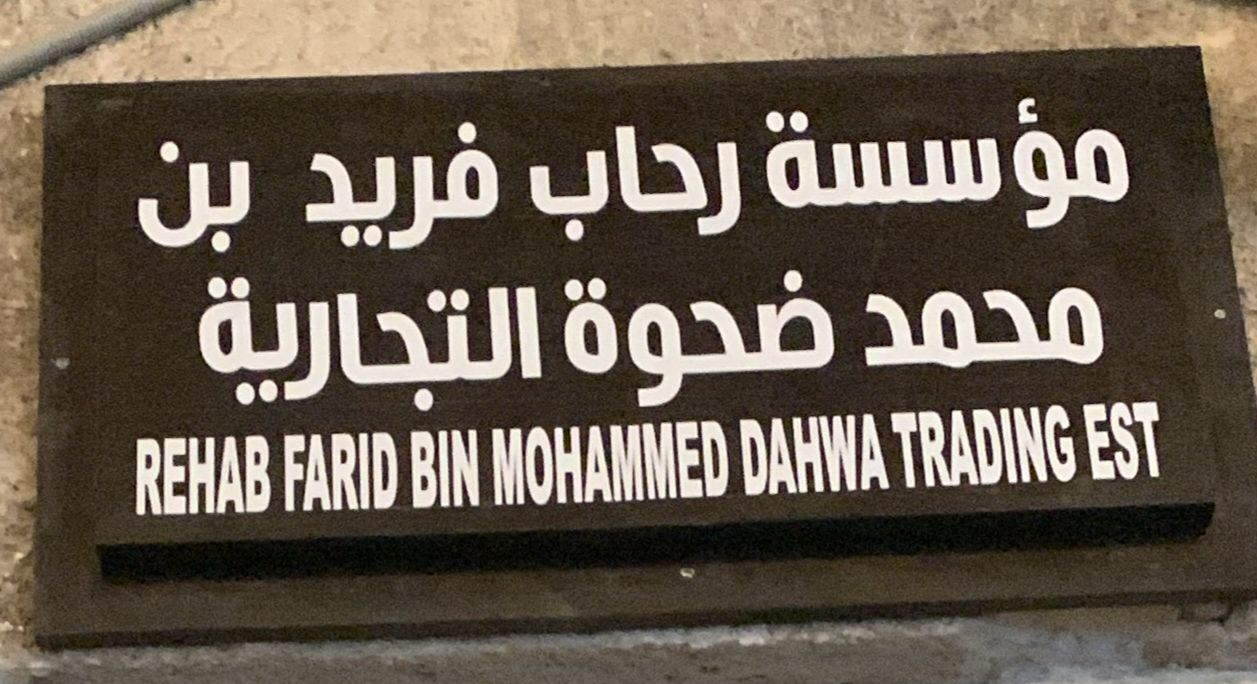 مؤسسة رحاب فريد بن
محمد ضحوة التجارية
REHAB FARID BIN MOHAMMED DAHWA TRADING EST